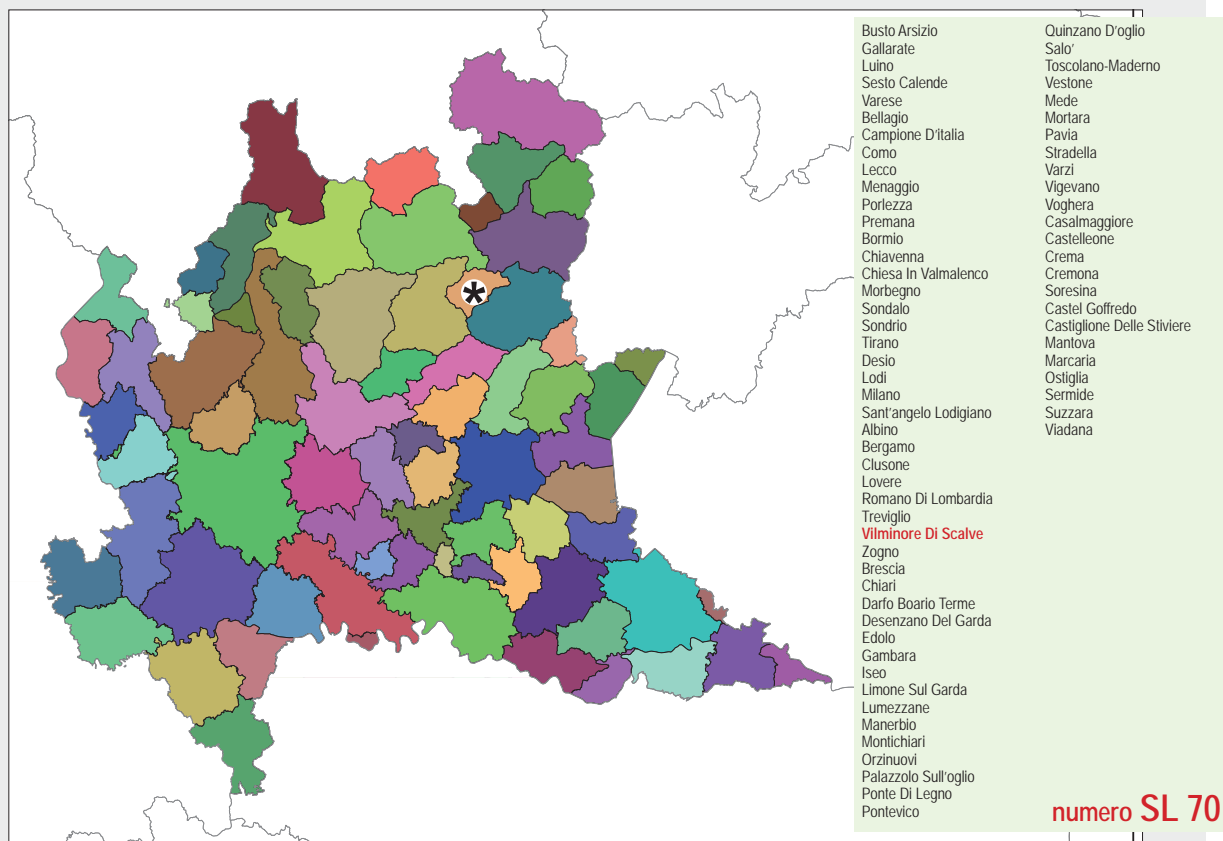 Busto Arsizio
Gallarate
Luino
Sesto Calende
Varese
Bellagio
Campione D'italia
Como
Lecco
Menaggio
Porlezza
Premana
Bormio
Chiavenna
Chiesa In Valmalenco
Morbegno
Sondalo
Sondrio
Tirano
Desio
Lodi
Milano
Sant'angelo Lodigiano
Albino
Bergamo
Clusone
Lovere
Romano Di Lombardia
Treviglio
Vilminore Di Scalve
Zogno
Brescia
Chiari
Darfo Boario Terme
Desenzano Del Garda
Edolo
Gambara
Iseo
Limone Sul Garda
Lumezzane
Manerbio
Montichiari
Orzinuovi
Palazzolo Sull'oglio
Ponte Di Legno
Pontevico
Quinzano D'oglio
Salo'
Toscolano-Maderno
Vestone
Mede
Mortara
Pavia
Stradella
Varzi
Vigevano
Voghera
Casalmaggiore
Castelleone
Crema
Cremona
Soresina
Castel Goffredo
Castiglione Delle Stiviere
Mantova
Marcaria
Ostiglia
Sermide
Suzzara
Viadana
numero SL 70
*